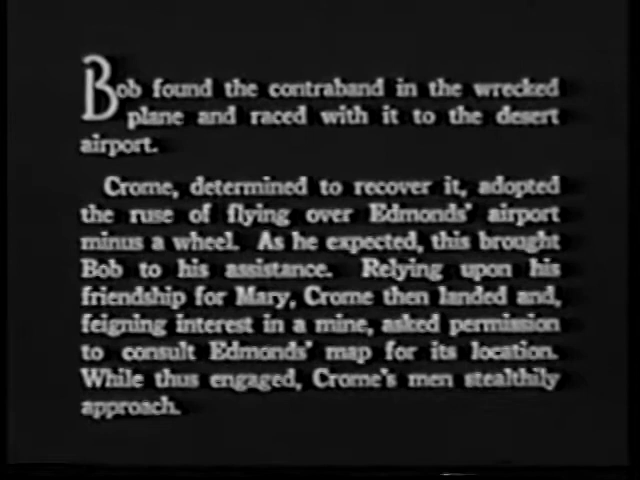 Bob found the contraband in the wrecked
plane and raced with it to the desert
airport.
Crome, determined to recover it, adopted
the ruse of flying over Edmonds' airport
minus a wheel. As he expected, this brought
Bob to his assistance. Relying upon his
friendship for Mary, Crome then landed and,
feigning interest in a mine, asked permission
to consult Edmonds' map for its location.
While thus engaged, Crome's men stealthily
approach.